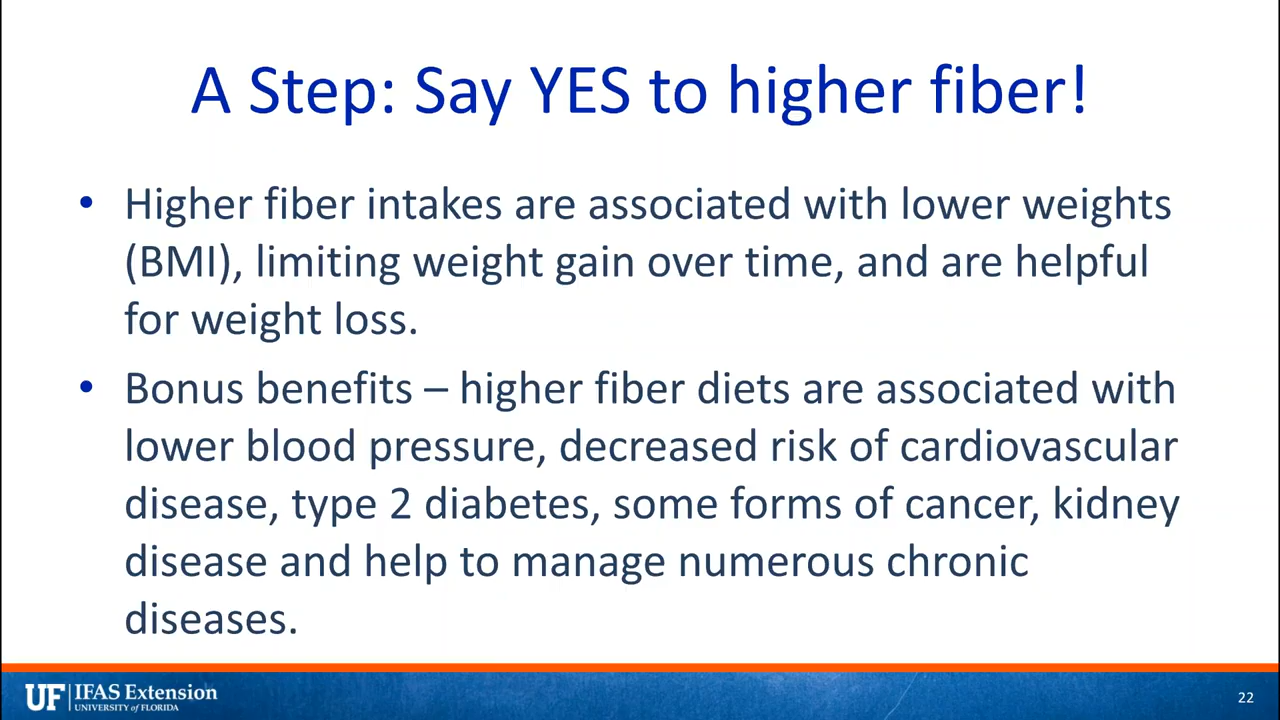 A Step: Say YES to higher fiber!
• Higher fiber intakes are associated with lower weights
(BMI), limiting weight gain over time, and are helpful
for weight loss.
• Bonus benefits – higher fiber diets are associated with
lower blood pressure, decreased risk of cardiovascular
disease, type 2 diabetes, some forms of cancer, kidney
disease and help to manage numerous chronic
diseases.
UF IFAS Extension
UNIVERSITY of FLORIDA
22